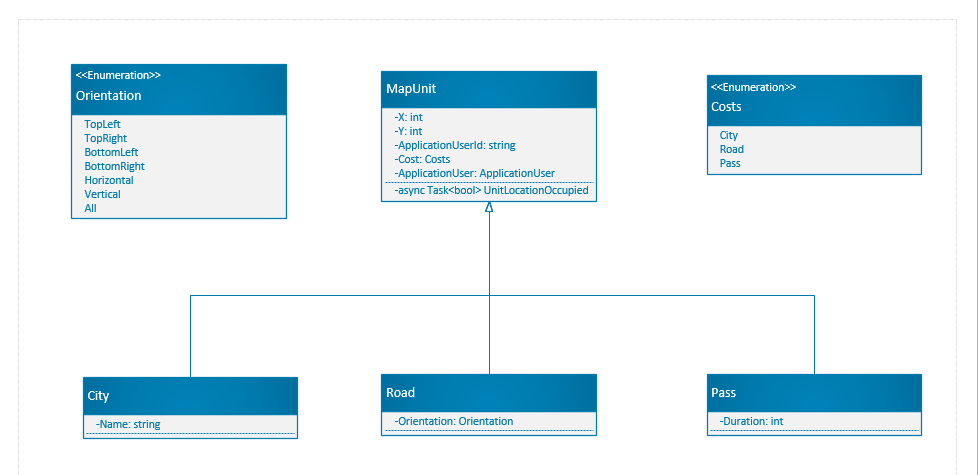 <<Enumeration>>
Orientation
TopLeft
TopRight
BottomLeft
BottomRight
Horizontal
Vertical
All
MapUnit
-X: int
-Y: int
-ApplicationUserId: string
-Cost: Costs
-ApplicationUser: ApplicationUser
-async Task<bool> UnitLocationOccupied
<<Enumeration>>
Costs
City
Road
Pass
City
-Name: string
Road
-Orientation: Orientation
Pass
-Duration: int